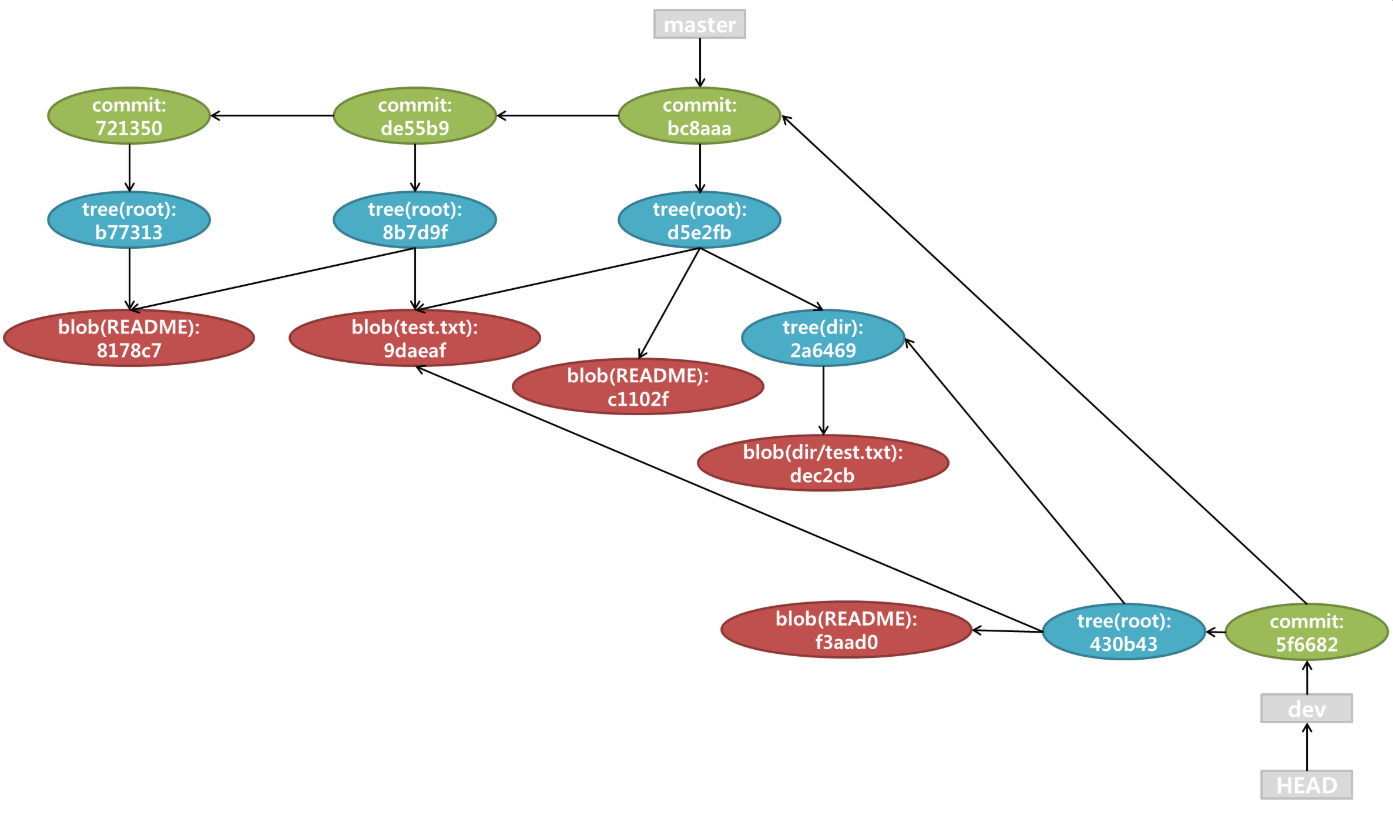 master
commit:
721350
commit:
de55b9
commit:
bc8aaa
tree(root):
b77313
tree(root):
8b7d9f
tree(root):
d5e2fb
blob(README):
8178c7
blob(test.txt):
9daeaf
tree(dir):
2a6469
blob(README):
c1102f
blob(dir/test.txt):
dec2cb
blob(README):
f3aad0
tree(root):
430b43
commit:
5f6682
dev
HEAD